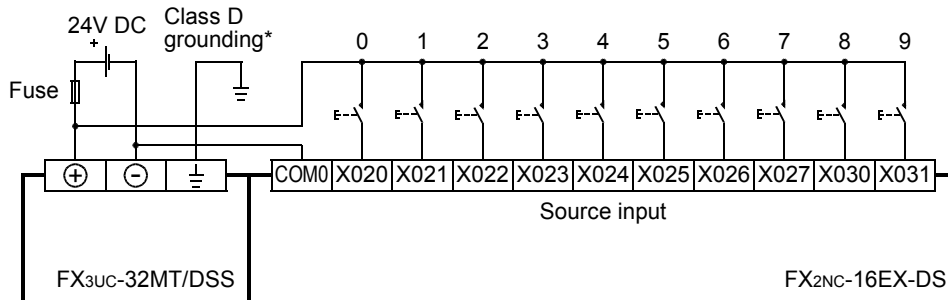 24V DC
+
Class D
grounding*
Fuse
0 1 2 3 4 5 6 7 8 9
+ -
COM0 X020 X021 X022 X023 X024 X025 X026 X027 X030 X031
Source input
FX3UC-32MT/DSS
FX2NC-16EX-DS